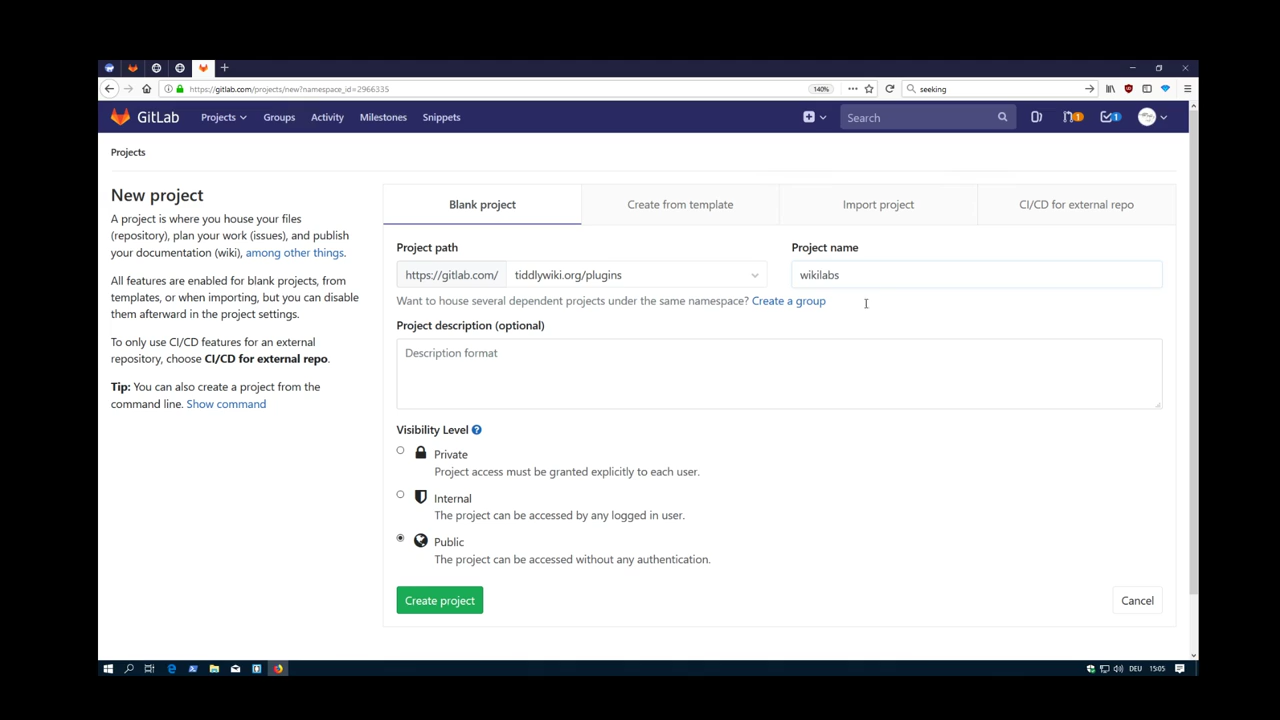 https://gitlab.com/projects/new?namespace_id=2966335
140%
seeking
GitLab
Projects
Groups
Activity
Milestones
Snippets
Search
1
1
Projects
New project
A project is where you house your files
(repository), plan your work (issues), and publish
your documentation (wiki), among other things.
All features are enabled for blank projects, from
templates, or when importing, but you can disable
them afterward in the project settings.
To only use CI/CD features for an external
repository, choose CI/CD for external repo.
Tip: You can also create a project from the
command line. Show command
Blank project
Create from template
Import project
CI/CD for external repo
Project path
https://gitlab.com/
tiddlywiki.org/plugins
Project name
wikilabs
Want to house several dependent projects under the same namespace? Create a group
Project description (optional)
Description format
Visibility Level
Private
Project access must be granted explicitly to each user.
Internal
The project can be accessed by any logged in user.
Public
The project can be accessed without any authentication.
Create project
Cancel
DEU
15:05